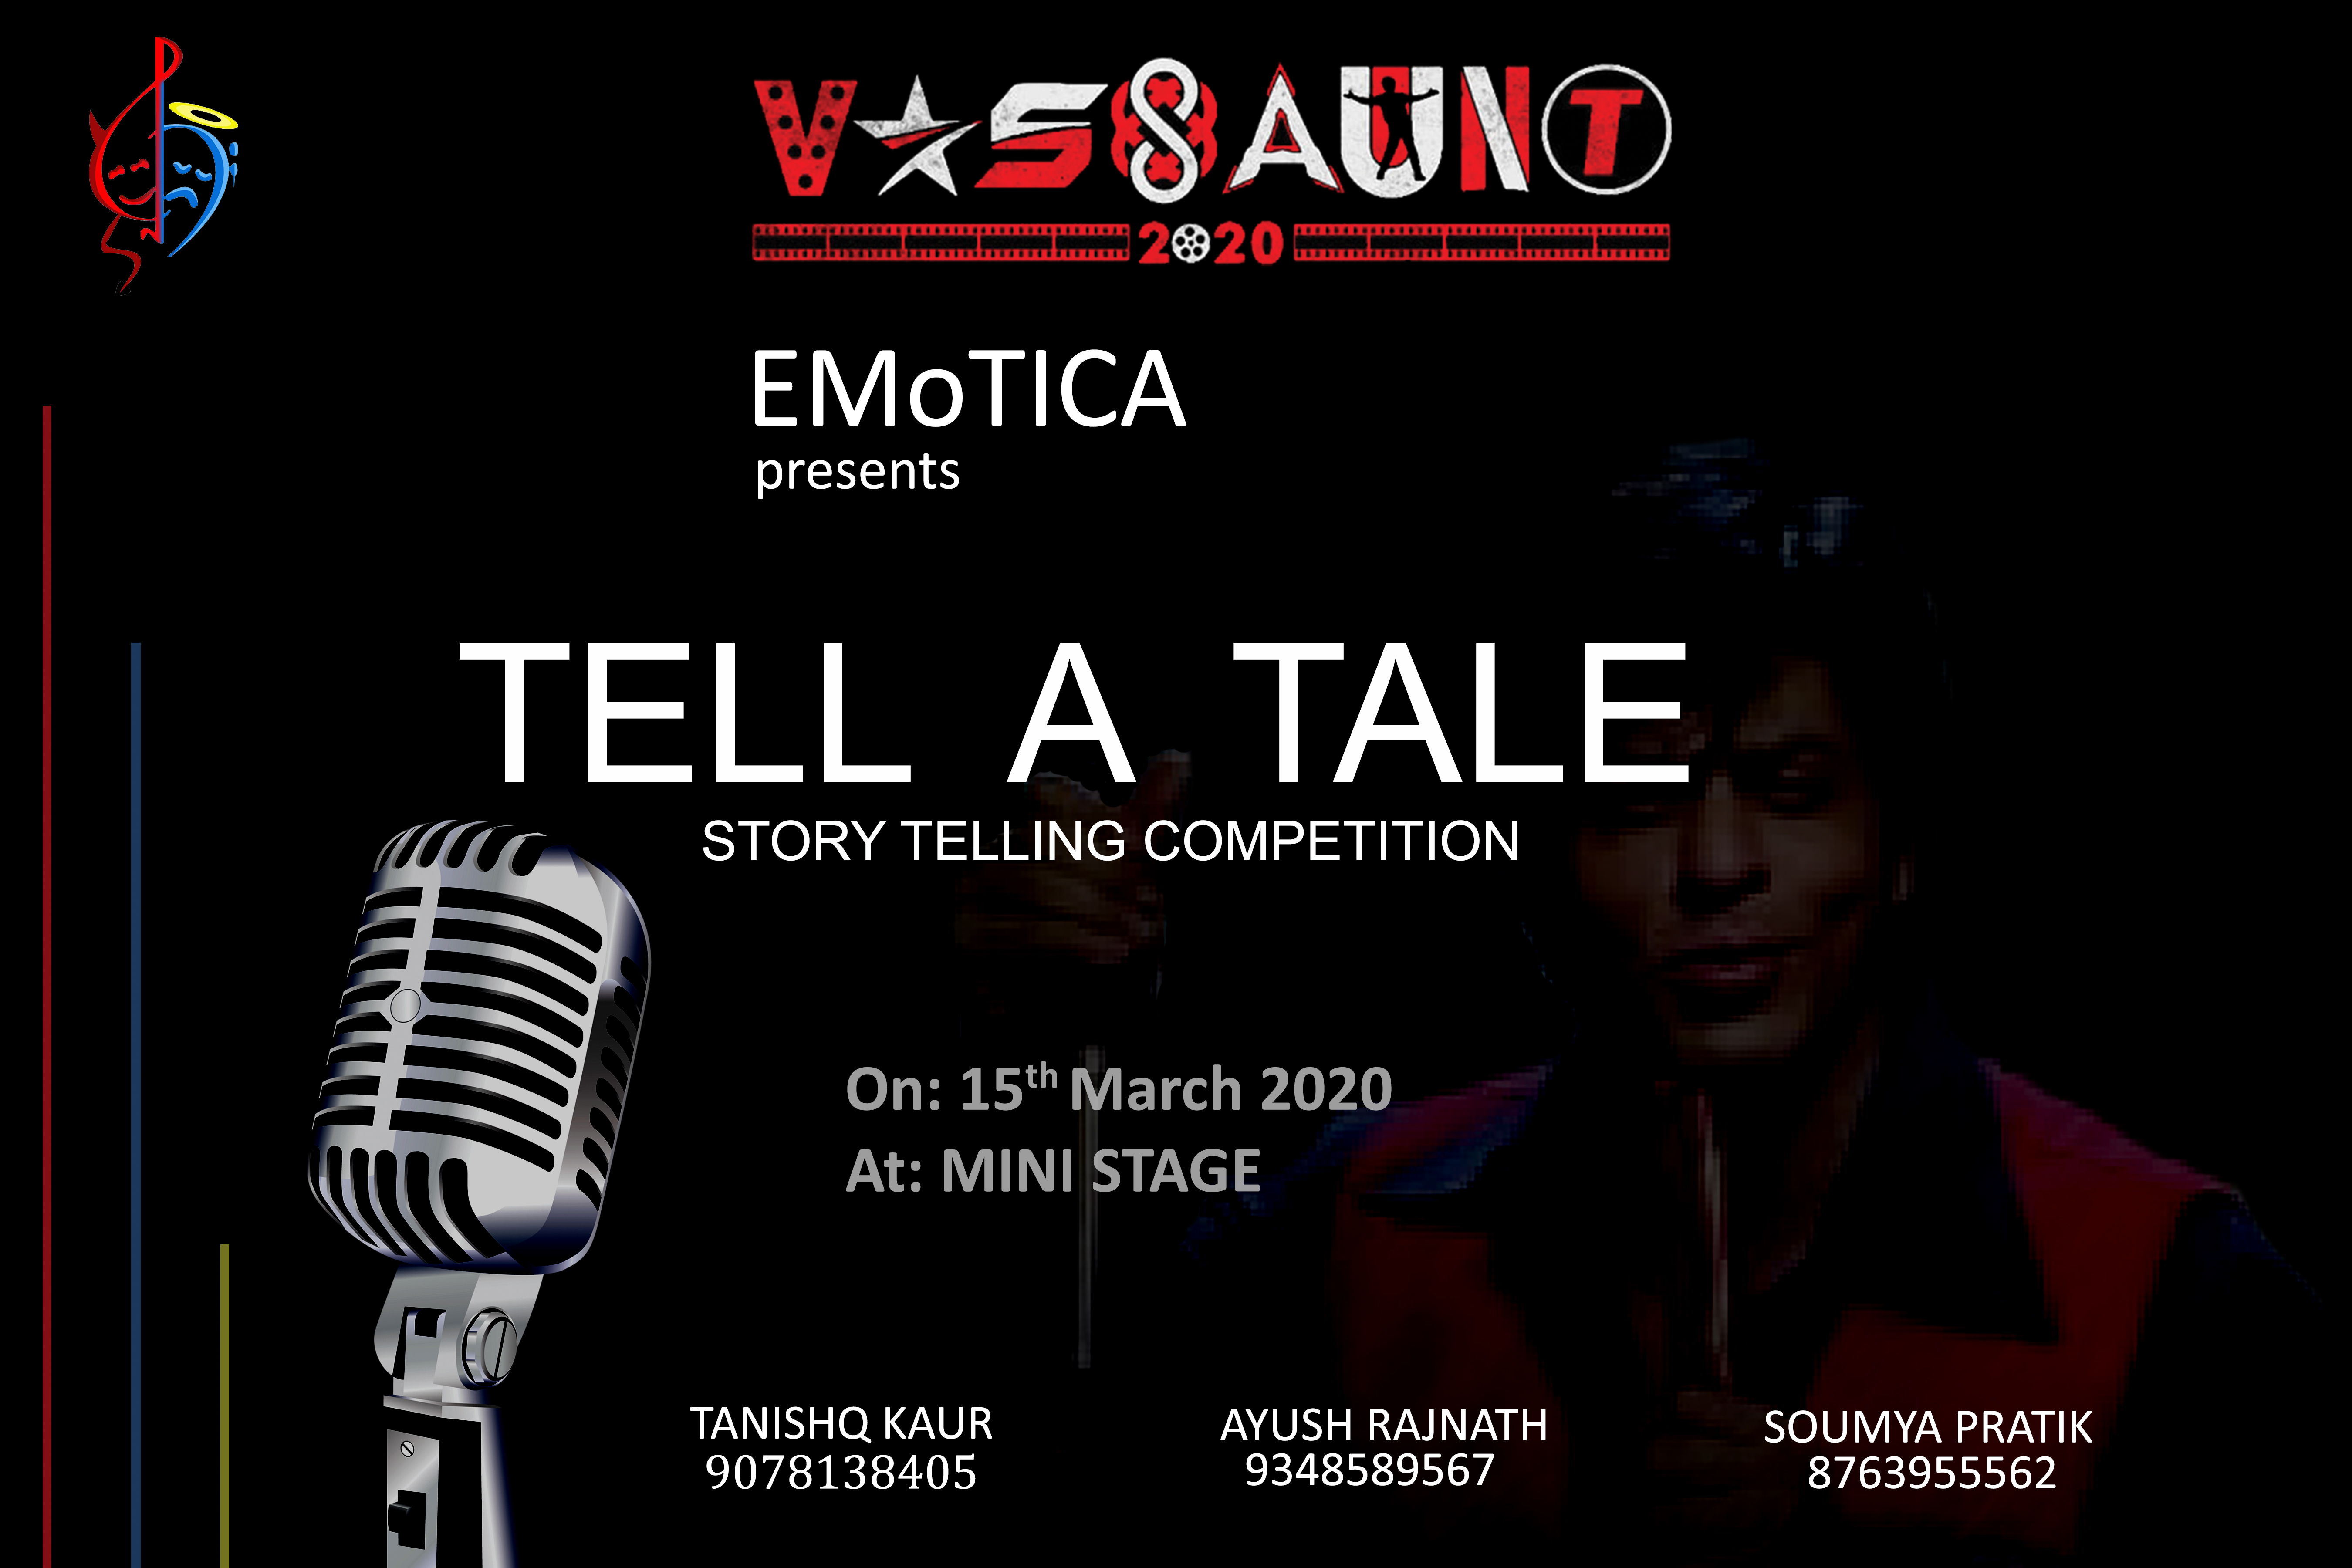 VASSAUNT
2020
EMoTICA
presents
TELL A TALE
STORY TELLING COMPETITION
On: 15th March 2020
At: MINI STAGE
TANISHQ KAUR
9078138405
AYUSH RAJNATH
9348589567
SOUMYA PRATIK
8763955562